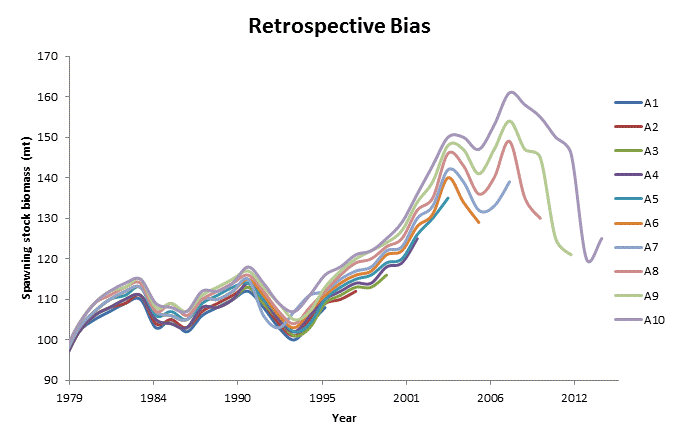 Retrospective Bias
Spawning stock biomass (mt)
170
160
150
140
130
120
110
100
90
1979
1984
1990
1995
2001
2006
2012
Year
A1
A2
A3
A4
A5
A6
A7
A8
A9
A10